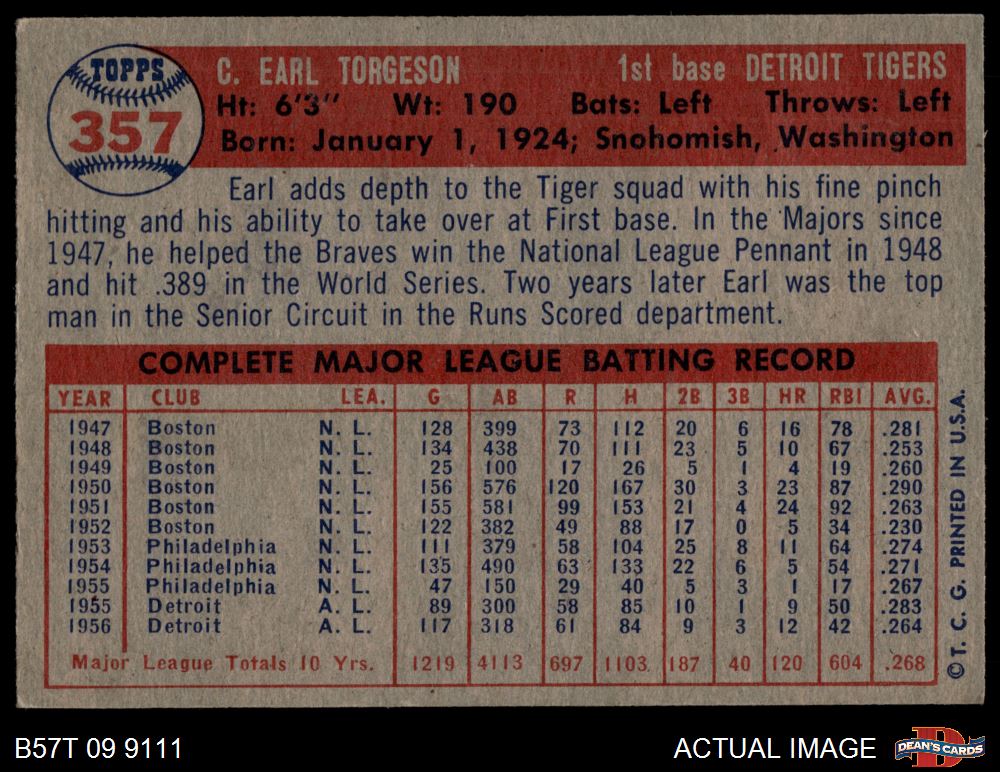 TOPPS
357
C. EARL TORGESON 1st base DETROIT TIGERS
Ht: 6'3" Wt: 190 Bats: Left Throws: Left
Born: January 1, 1924; Snohomish, Washington
Earl adds depth to the Tiger squad with his fine pinch
hitting and his ability to take over at First base. In the Majors since
1947, he helped the Braves win the National League Pennant in 1948
and hit .389 in the World Series. Two years later Earl was the top
man in the Senior Circuit in the Runs Scored department.
COMPLETE MAJOR LEAGUE BATTING RECORD
YEAR CLUB LEA. G AB R H 2B 3B HR RBI AVG.
1947 Boston N. L. 128 399 73 112 20 6 16 78 .281
1948 Boston N. L. 134 438 70 111 23 5 10 67 .253
1949 Boston N. L. 25 100 17 26 5 1 4 19 .260
1950 Boston N. L. 156 576 120 167 30 3 23 87 .290
1951 Boston N. L. 155 581 99 153 21 4 24 92 .263
1952 Boston N. L. 122 382 49 88 17 0 5 34 .230
1953 Philadelphia N. L. 111 379 58 104 25 8 11 64 .274
1954 Philadelphia N. L. 135 490 63 133 22 6 5 54 .271
1955 Philadelphia N. L. 47 150 29 40 5 3 1 17 .267
1955 Detroit A. L. 89 300 58 85 10 1 9 50 .283
1956 Detroit A. L. 117 318 61 84 9 3 12 42 .264
Major League Totals 10 Yrs. 1219 4113 697 1103 187 40 120 604 .268
© T. C. G. PRINTED IN U.S.A.
B57T 09 9111
ACTUAL IMAGE
D
DEAN'S CARDS